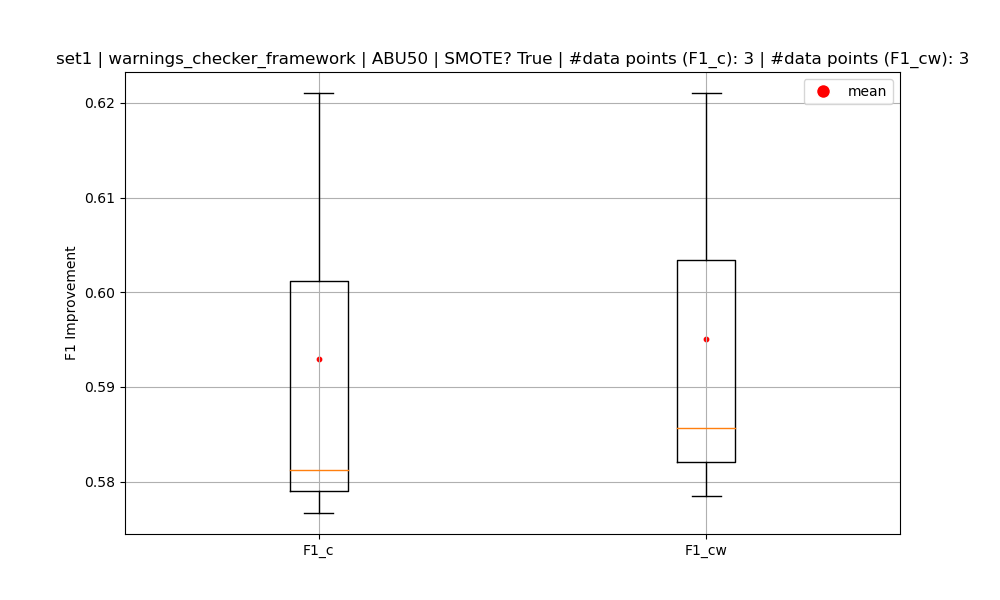 set1 | warnings_checker_framework | ABU50 | SMOTE? True | #data points (F1_c): 3 | #data points (F1_cw): 3
mean
0.62
0.61
0.60
0.59
0.58
F1 Improvement
F1_c
F1_cw